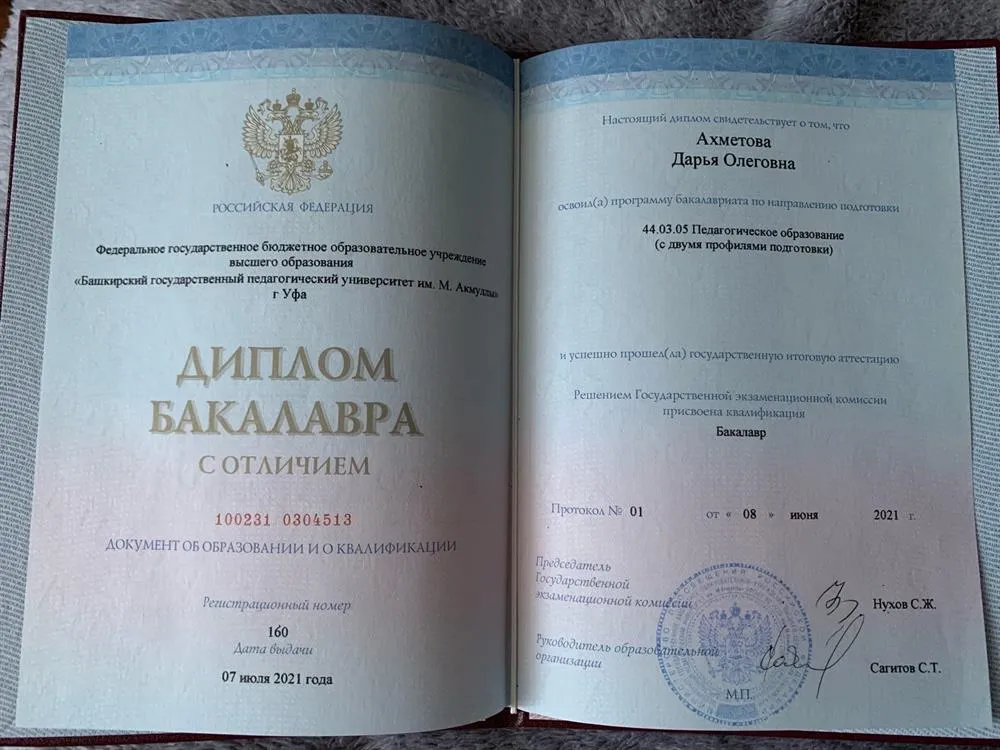 РОССИЙСКАЯ ФЕДЕРАЦИЯ
Федеральное государственное бюджетное образовательное учреждение
высшего образования
«Башкирский государственный педагогический университет им. М. Акмуллы»
г Уфа
ДИПЛОМ
БАКАЛАВРА
С ОТЛИЧИЕМ
100231 0304513
ДОКУМЕНТ ОБ ОБРАЗОВАНИИ И О КВАЛИФИКАЦИИ
Регистрационный номер
160
Дата выдачи
07 июля 2021 года
Настоящий диплом свидетельствует о том, что
Ахметова
Дарья Олеговна
освоил(а) программу бакалавриата по направлению подготовки
44.03.05 Педагогическое образование
(с двумя профилями подготовки)
и успешно прошел(ла) государственную итоговую аттестацию
Решением Государственной экзаменационной комиссии
присвоена квалификация
Бакалавр
Протокол № 01 от « 08 » июня 2021 г.
Председатель
Государственной
экзаменационной комиссии
Нухов С.Ж.
Руководитель образовательной
организации
Сагитов С.Т.
М.П.